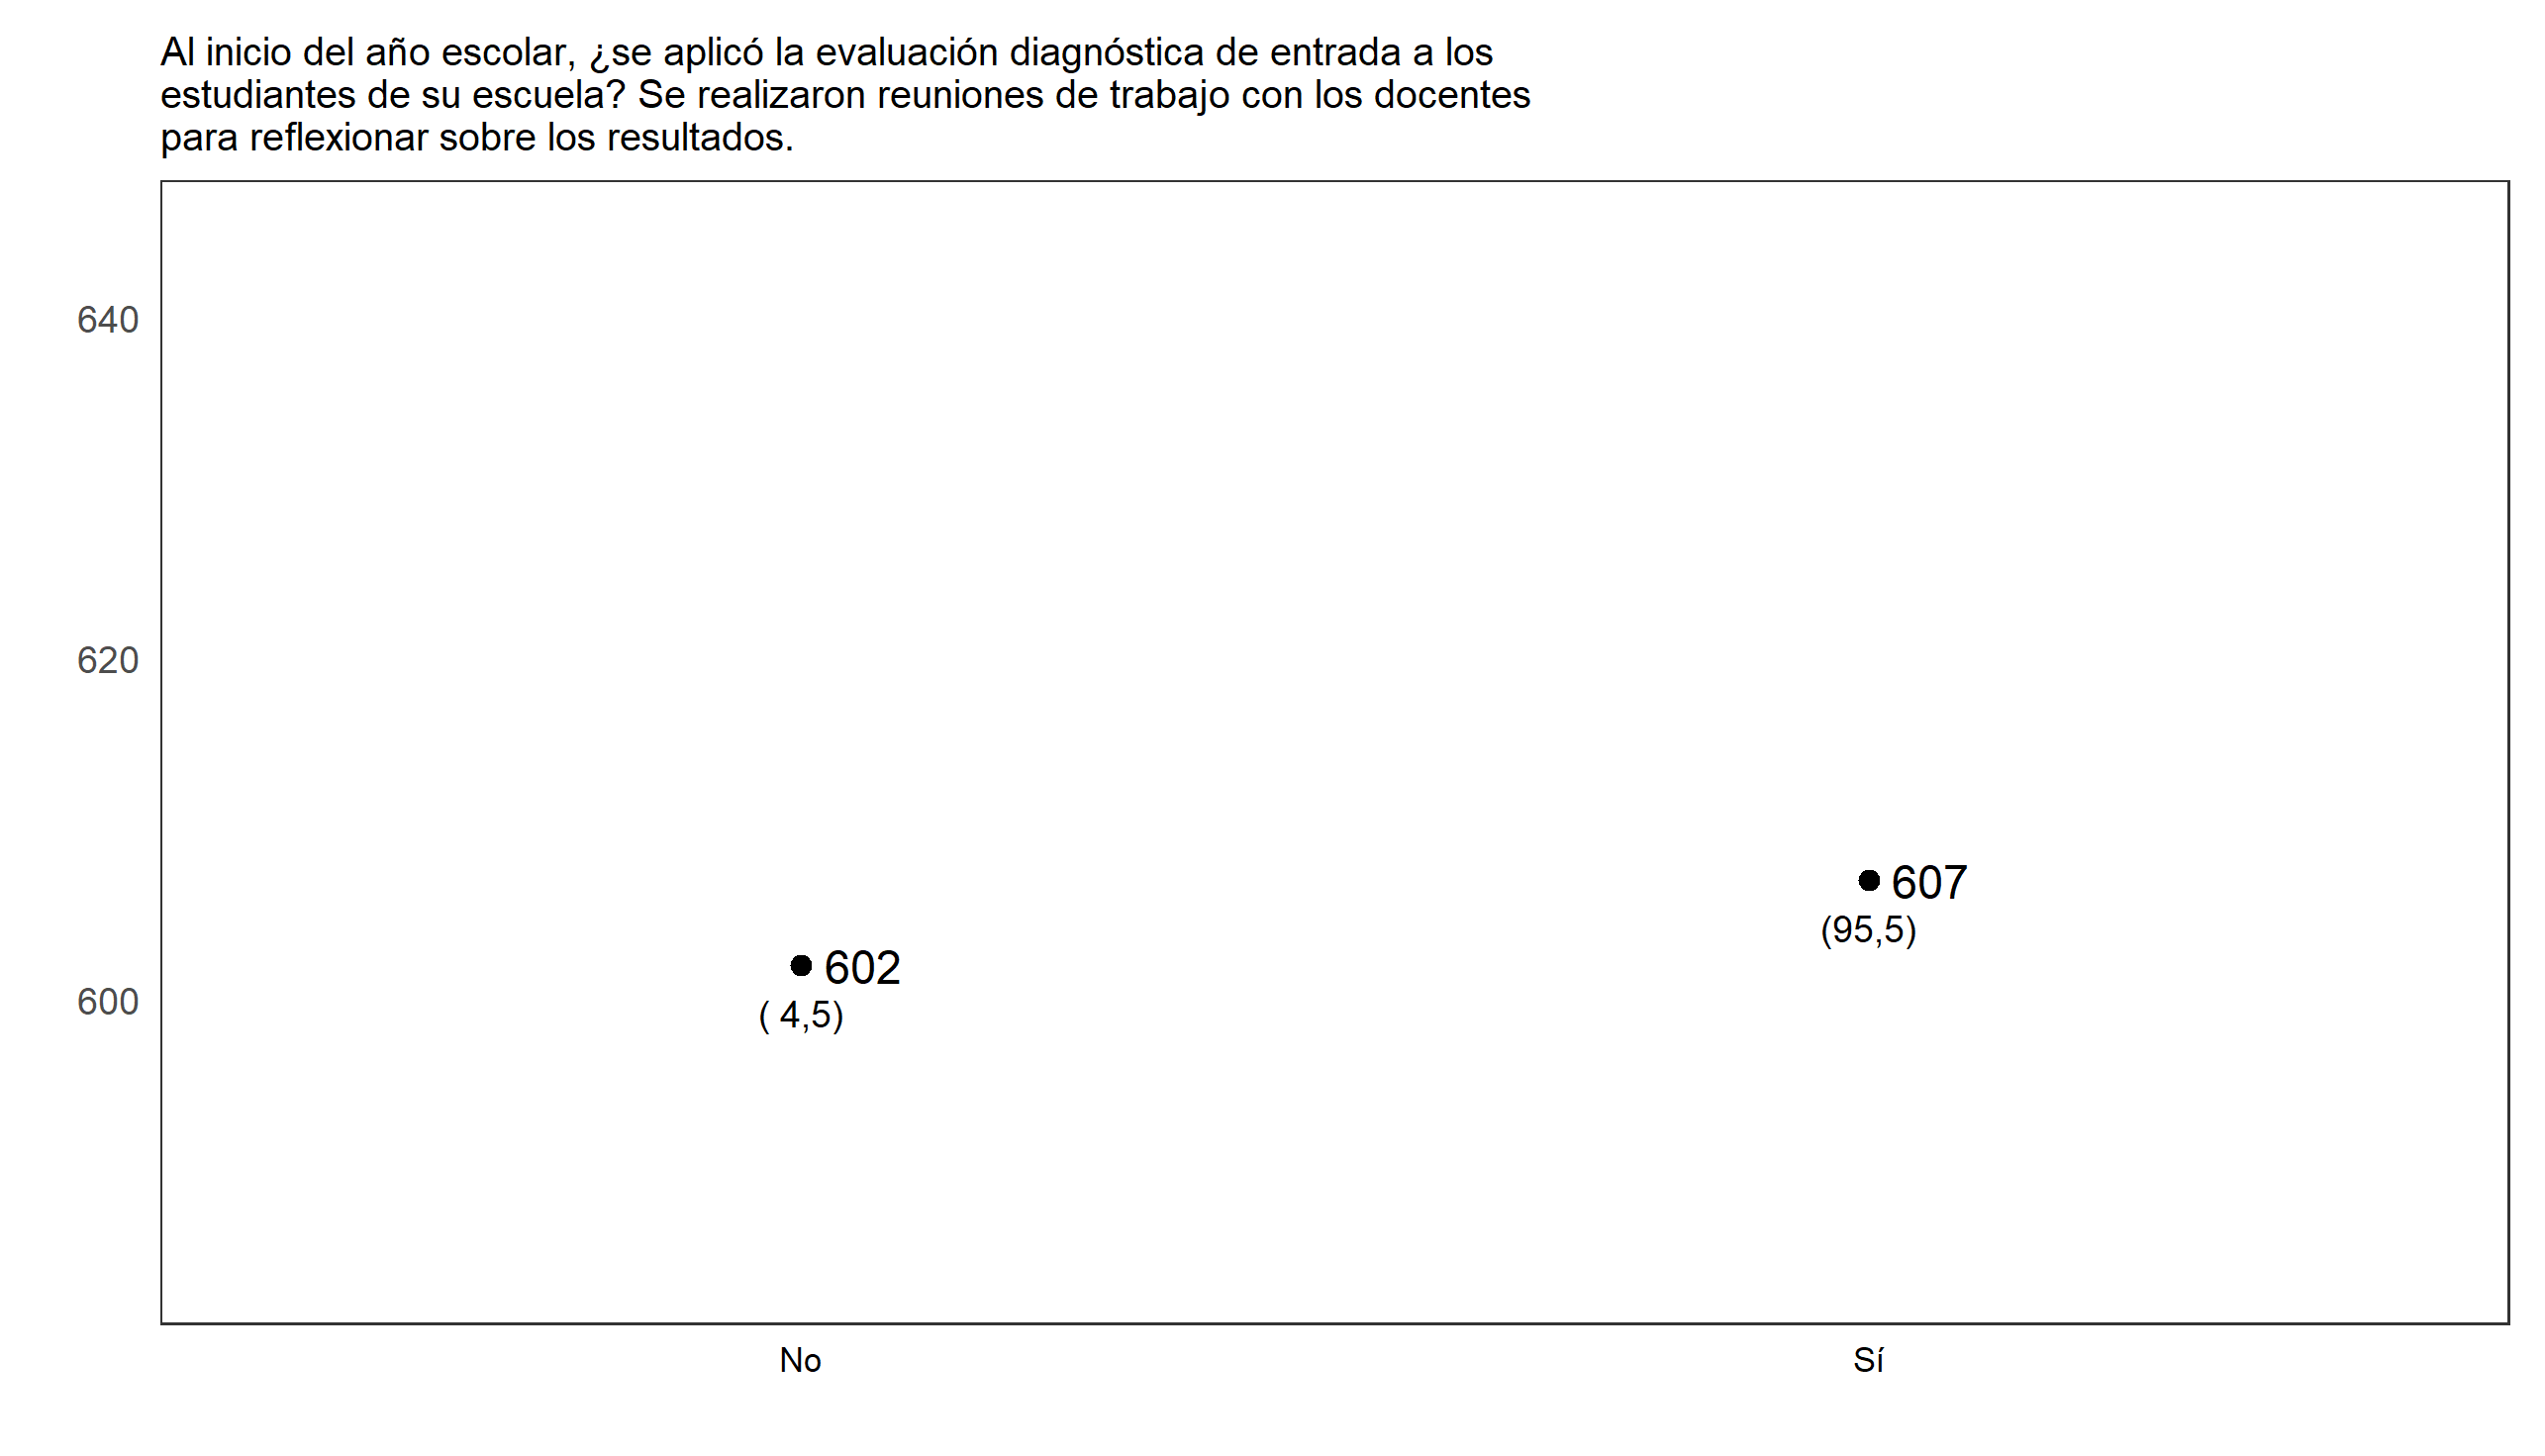 Al inicio del año escolar, ¿se aplicó la evaluación diagnóstica de entrada a los
estudiantes de su escuela? Se realizaron reuniones de trabajo con los docentes
para reflexionar sobre los resultados.
640
620
607
(95,5)
602
600
( 4,5)
No
Sí